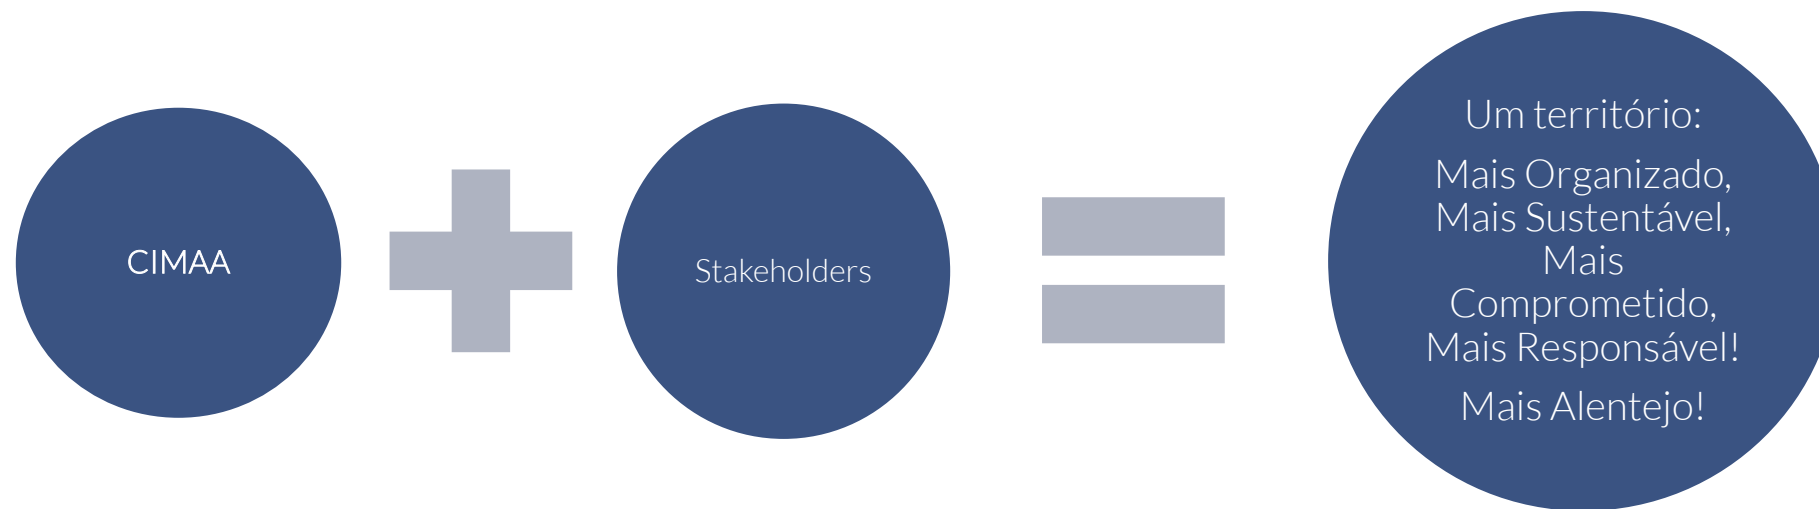 CIMAA
Stakeholders
Um território:
Mais Organizado,
Mais Sustentável,
Mais
Comprometido,
Mais Responsável!
Mais Alentejo!